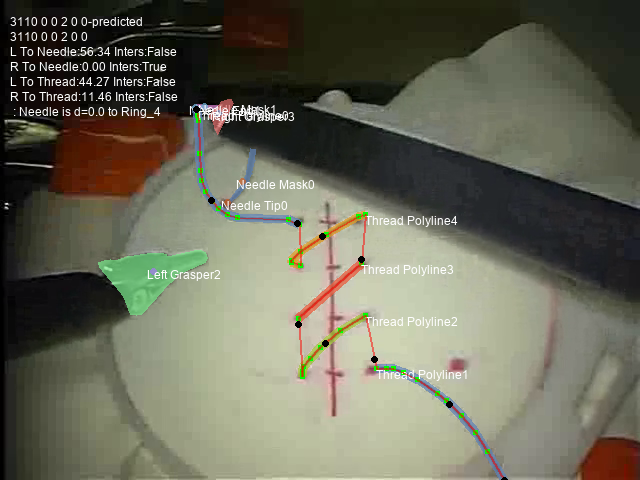 3110 0 0 2 0 0-predicted
3110 0 0 2 0 0
L To Needle:56.34 Inters:False
R To Needle:0.00 Inters:True
L To Thread:44.27 Inters:False
R To Thread:11.46 Inters:False
: Needle is d=0.0 to Ring_4
Needle Mask0
Needle Tip0
Thread Polyline4
Thread Polyline3
Left Grasper2
Thread Polyline2
Thread Polyline1